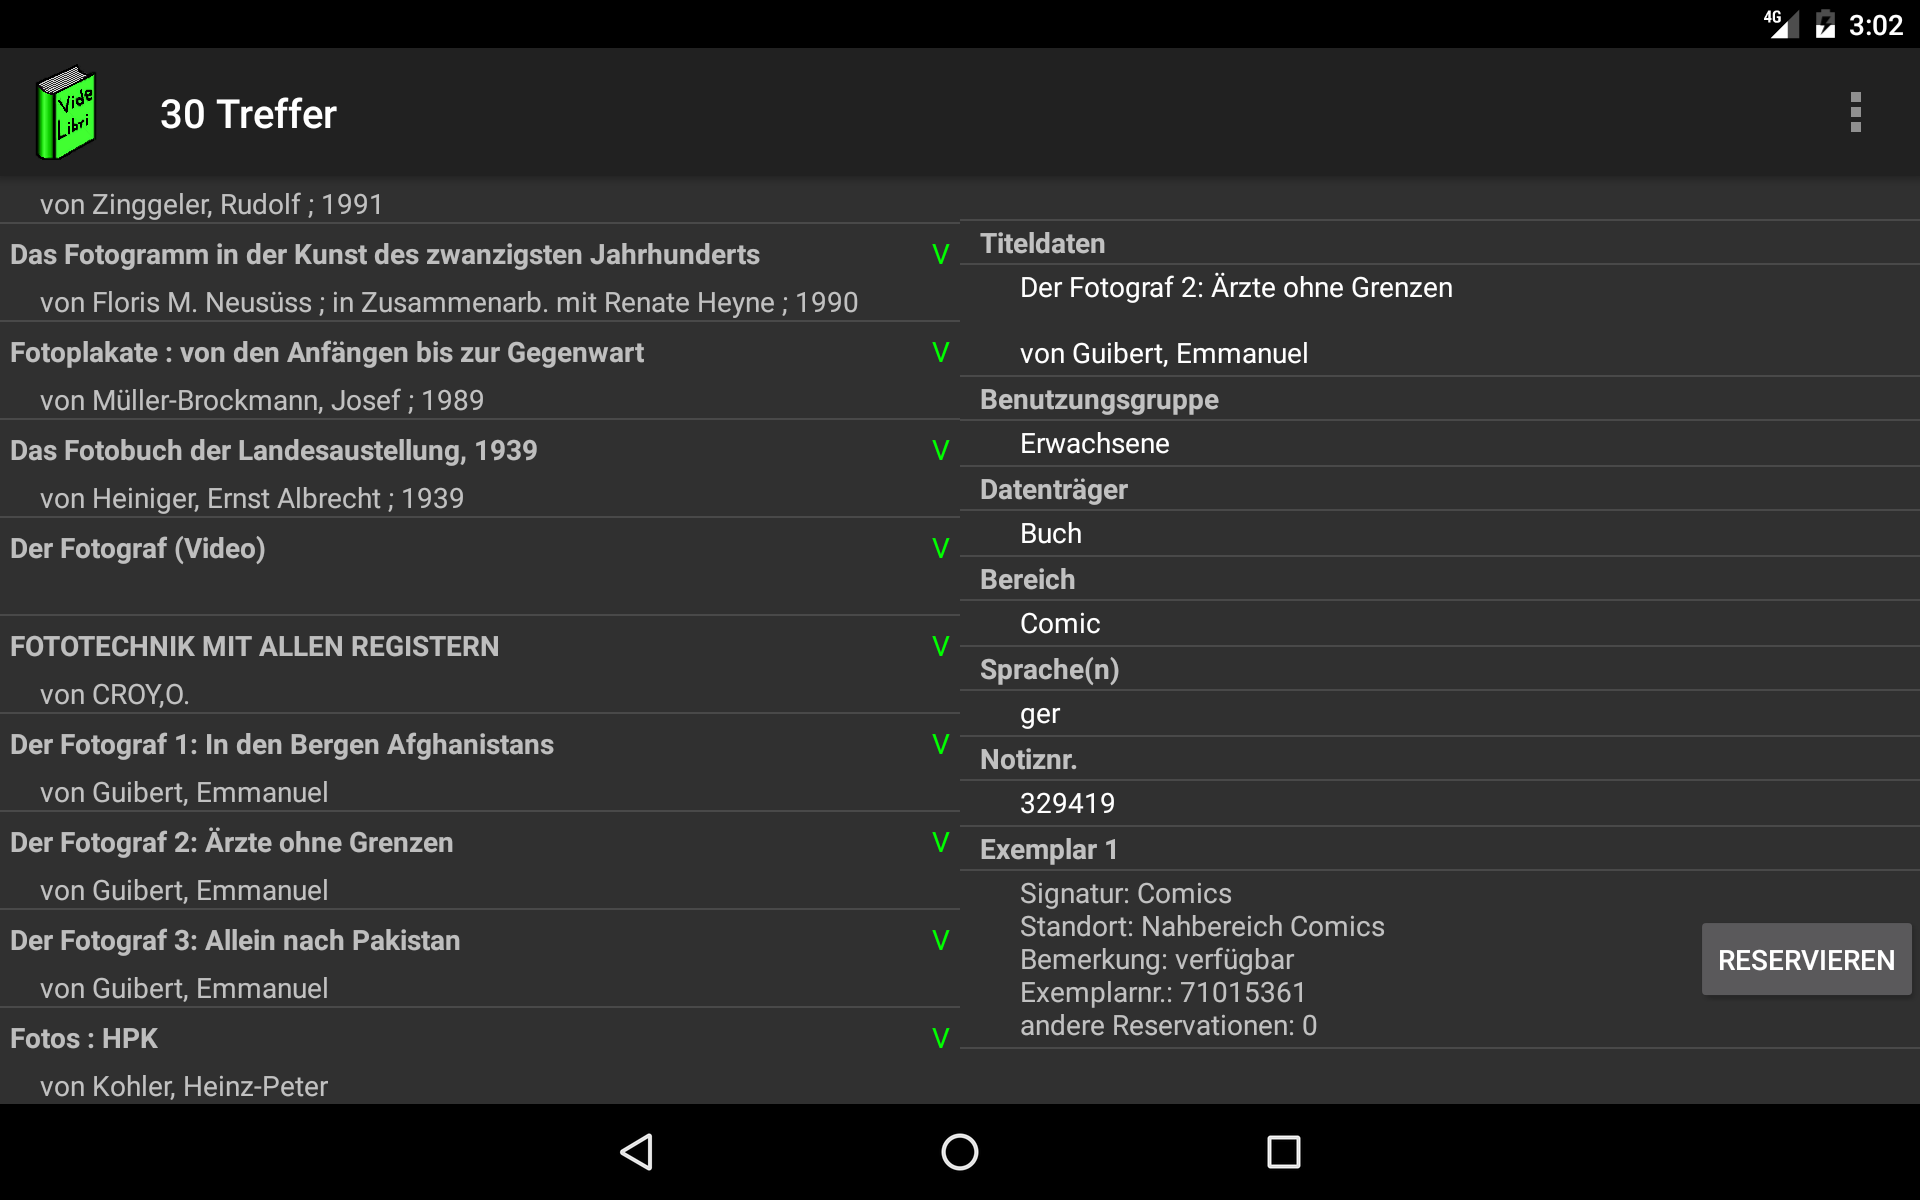 4G 3:02
Vide
Libri
30 Treffer
von Zinggeler, Rudolf ; 1991
Das Fotogramm in der Kunst des zwanzigsten Jahrhunderts V
von Floris M. Neusüss ; in Zusammenarb. mit Renate Heyne ; 1990
Fotoplakate : von den Anfängen bis zur Gegenwart V
von Müller-Brockmann, Josef ; 1989
Das Fotobuch der Landesaustellung, 1939 V
von Heiniger, Ernst Albrecht ; 1939
Der Fotograf (Video) V
FOTOTECHNIK MIT ALLEN REGISTERN V
von CROY,O.
Der Fotograf 1: In den Bergen Afghanistans V
von Guibert, Emmanuel
Der Fotograf 2: Ärzte ohne Grenzen V
von Guibert, Emmanuel
Der Fotograf 3: Allein nach Pakistan V
von Guibert, Emmanuel
Fotos : HPK V
von Kohler, Heinz-Peter
Titeldaten
Der Fotograf 2: Ärzte ohne Grenzen
von Guibert, Emmanuel
Benutzungsgruppe
Erwachsene
Datenträger
Buch
Bereich
Comic
Sprache(n)
ger
Notiznr.
329419
Exemplar 1
Signatur: Comics
Standort: Nahbereich Comics
Bemerkung: verfügbar
Exemplarnr.: 71015361
andere Reservationen: 0
RESERVIEREN